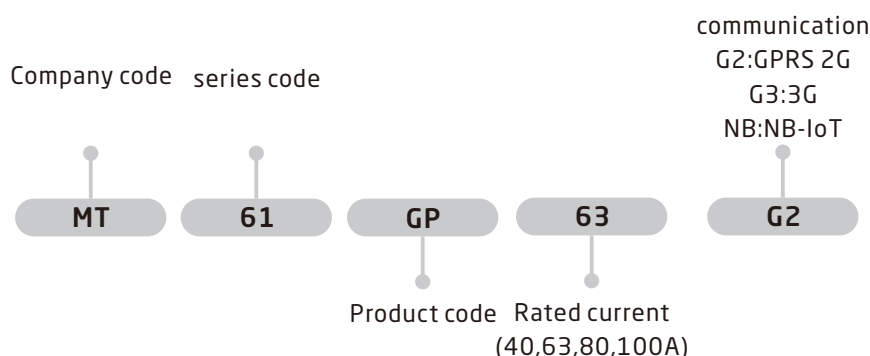 communication
G2:GPRS 2G
G3:3G
NB:NB-IoT
Company code
series code
MT
61
GP
63
G2
Product code
Rated current
(40,63,80,100A)